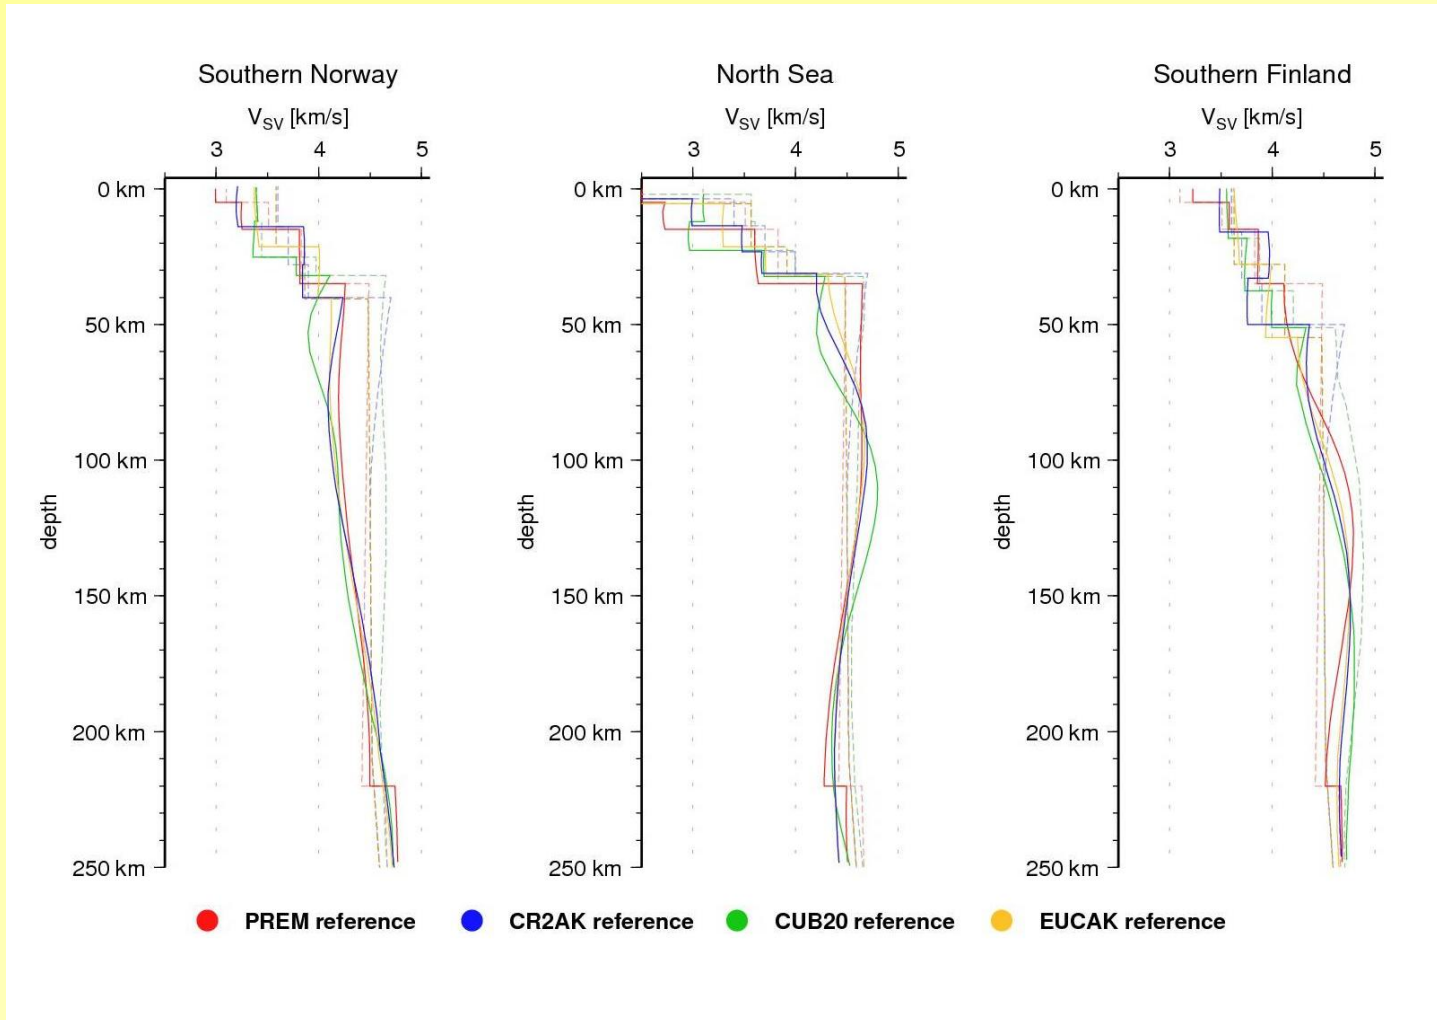 Southern Norway
V_SV [km/s]
3 4 5
0 km
50 km
100 km
150 km
200 km
250 km
depth
North Sea
V_SV [km/s]
3 4 5
0 km
50 km
100 km
150 km
200 km
250 km
depth
Southern Finland
V_SV [km/s]
3 4 5
0 km
50 km
100 km
150 km
200 km
250 km
depth
PREM reference CR2AK reference CUB20 reference EUCAK reference